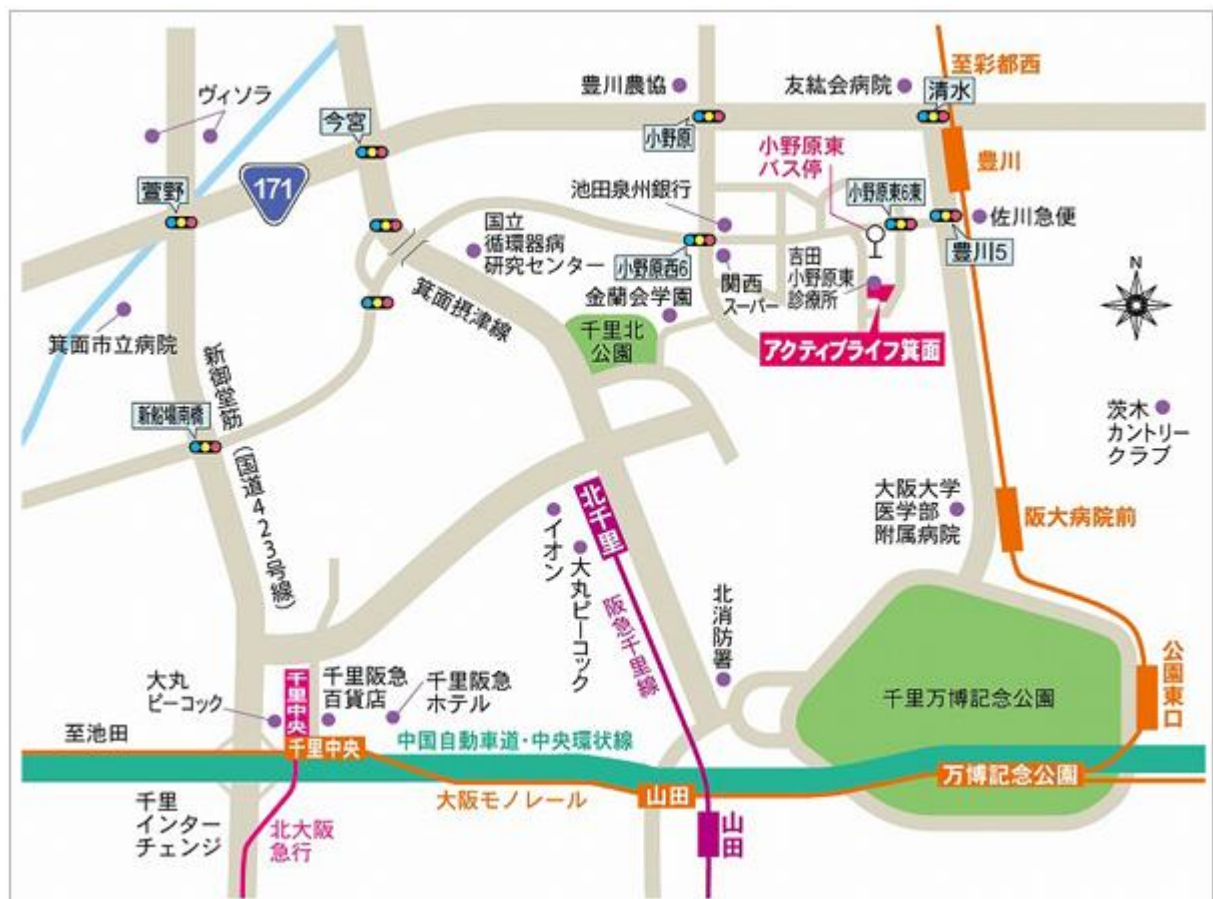 至彩都西
ヴィソラ
豊川農協
友紘会病院
清水
今宮
小野原
小野原東
バス停
豊川
171
萱野
池田泉州銀行
小野原東6東
佐川急便
国立
循環器病
研究センター
小野原西6
関西
スーパー
吉田
小野原東
診療所
豊川5
N
箕面摂津線
金蘭会学園
千里北
公園
アクティブライフ箕面
箕面市立病院
新御堂筋
(国道423号線)
新船場南橋
茨木
カントリー
クラブ
北千里
イオン
大丸ピーコック
阪急千里線
大阪大学
医学部
附属病院
阪大病院前
北消防署
公園東口
千里万博記念公園
大丸
ピーコック
千里中央
千里阪急
百貨店
千里阪急
ホテル
至池田
千里中央
中国自動車道・中央環状線
万博記念公園
大阪モノレール
山田
千里
インター
チェンジ
北大阪
急行
山田